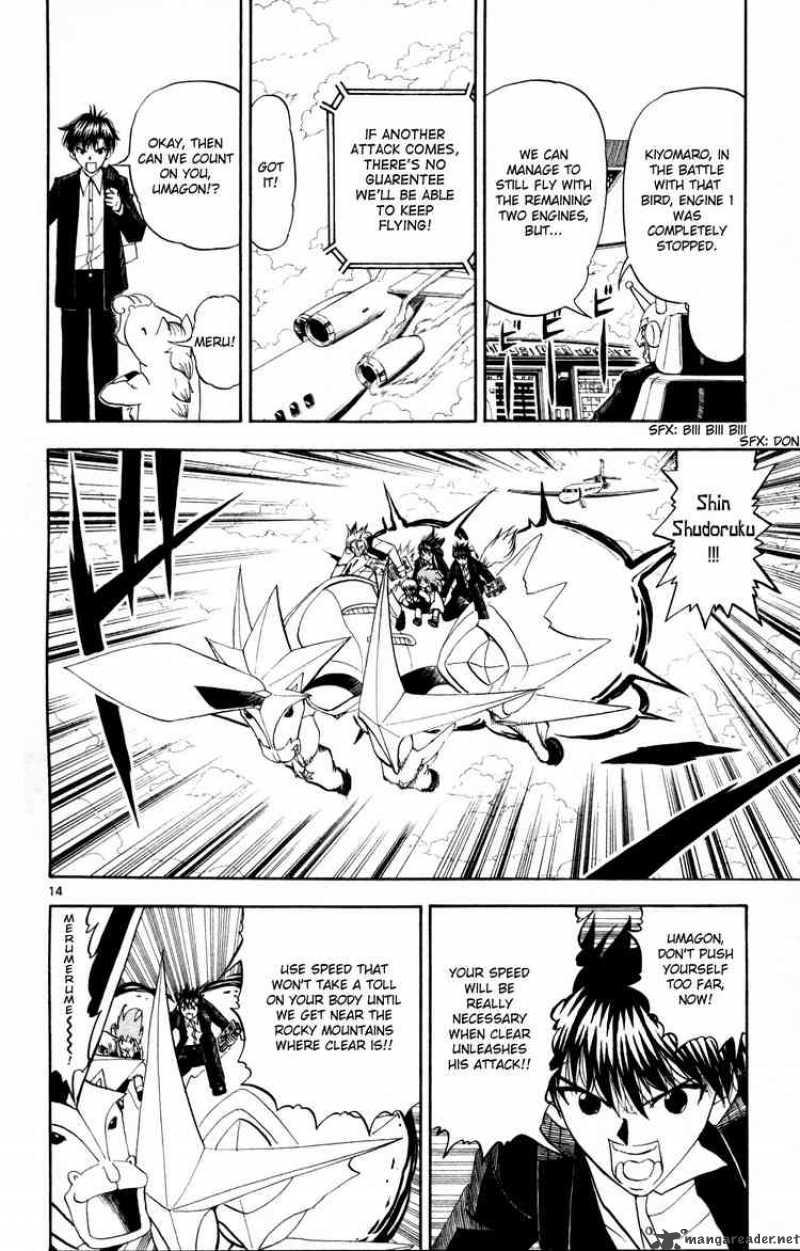 KIYOMARO, IN
THE BATTLE
WITH THAT
BIRD, ENGINE 1
WAS
COMPLETELY
STOPPED.
WE CAN
MANAGE TO
STILL FLY WITH
THE REMAINING
TWO ENGINES,
BUT...
ビ ビ ビ
SFX: BIII BIII BIII
IF ANOTHER
ATTACK COMES,
THERE'S NO
GUARENTEE
WE'LL BE ABLE
TO KEEP
FLYING!
GOT
IT!
OKAY, THEN
CAN WE COUNT
ON YOU,
UMAGON!?
MERU!
SFX: DON
Shin
Shudoruku
!!!
14
UMAGON,
DON'T PUSH
YOURSELF
TOO FAR,
NOW!
YOUR SPEED
WILL BE
REALLY
NECESSARY
WHEN CLEAR
UNLEASHES
HIS ATTACK!!
USE SPEED THAT
WON'T TAKE A TOLL
ON YOUR BODY UNTIL
WE GET NEAR THE
ROCKY MOUNTAINS
WHERE CLEAR IS!!
MERUMERUME~~~!
mangareader.net